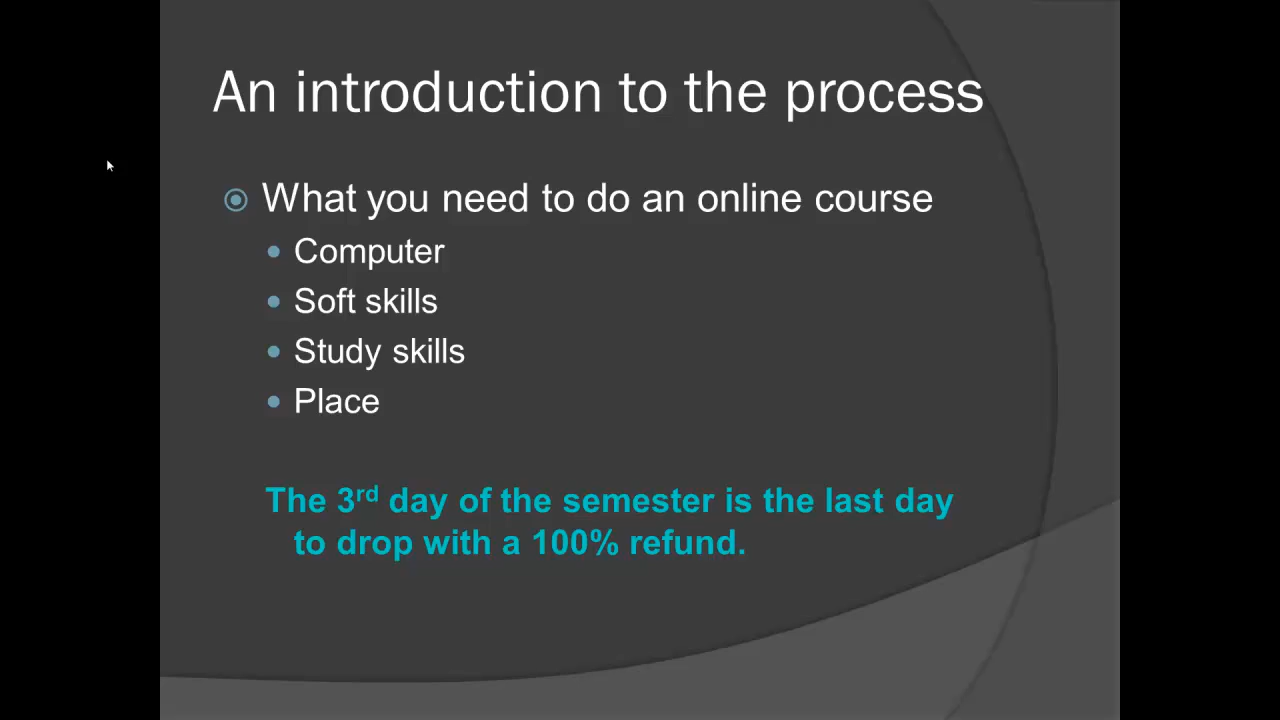 An introduction to the process
What you need to do an online course
Computer
Soft skills
Study skills
Place
The 3rd day of the semester is the last day
to drop with a 100% refund.